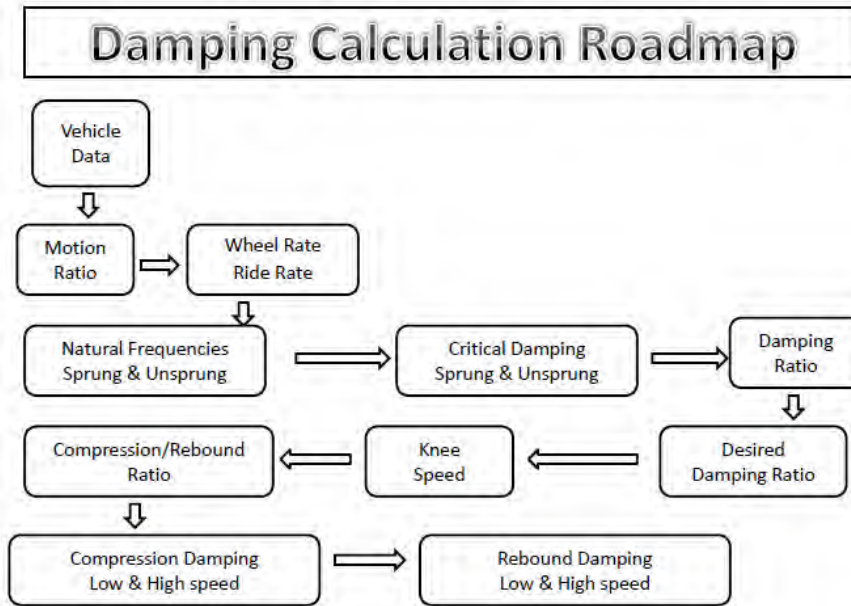 Damping Calculation Roadmap
Vehicle
Data
Motion
Ratio
Wheel Rate
Ride Rate
Natural Frequencies
Sprung & Unsprung
Critical Damping
Sprung & Unsprung
Damping
Ratio
Compression/Rebound
Ratio
Knee
Speed
Desired
Damping Ratio
Compression Damping
Low & High speed
Rebound Damping
Low & High speed